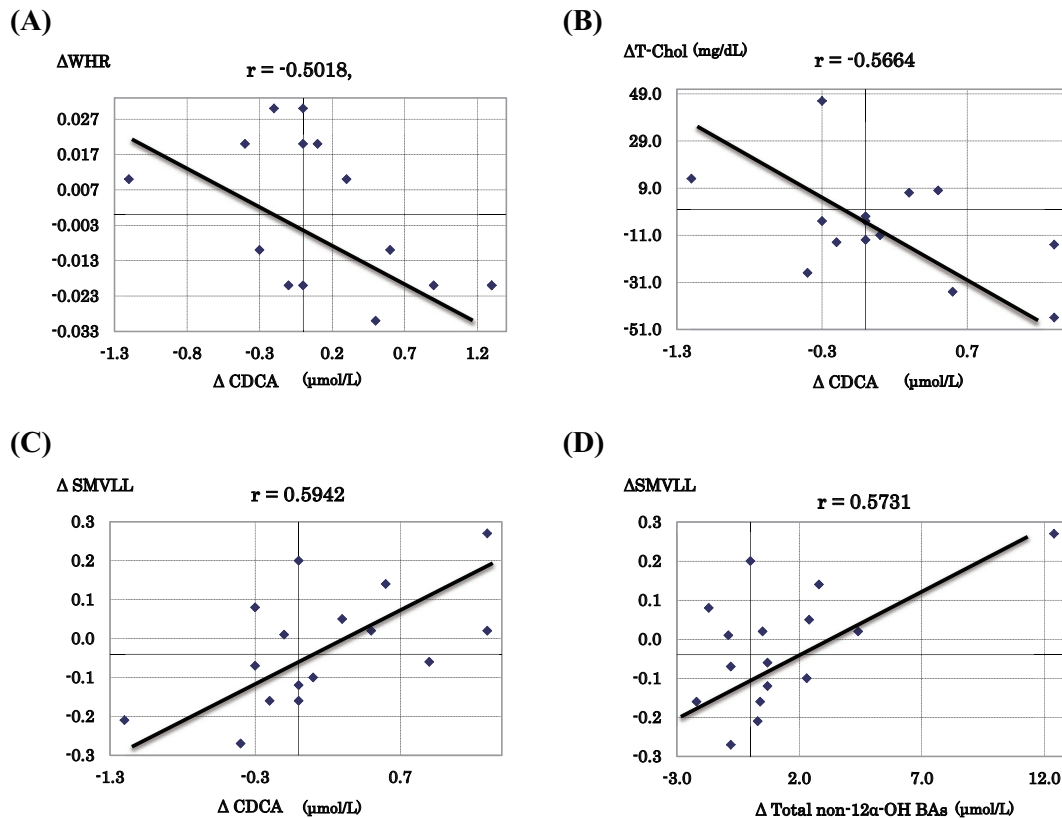 (A)
ΔWHR
r = -0.5018,
0.027
0.017
0.007
-0.003
-0.013
-0.023
-0.033
-1.3 -0.8 -0.3 0.2 0.7 1.2
Δ CDCA (μmol/L)
(B)
ΔT-Chol (mg/dL)
r = -0.5664
49.0
29.0
9.0
-11.0
-31.0
-51.0
-1.3 -0.3 0.7
Δ CDCA (μmol/L)
(C)
Δ SMVLL
r = 0.5942
0.3
0.2
0.1
0.0
-0.1
-0.2
-0.3
-1.3 -0.3 0.7
Δ CDCA (μmol/L)
(D)
ΔSMVLL
r = 0.5731
0.3
0.2
0.1
0.0
-0.1
-0.2
-0.3
-3.0 2.0 7.0 12.0
Δ Total non-12α-OH BAs (μmol/L)